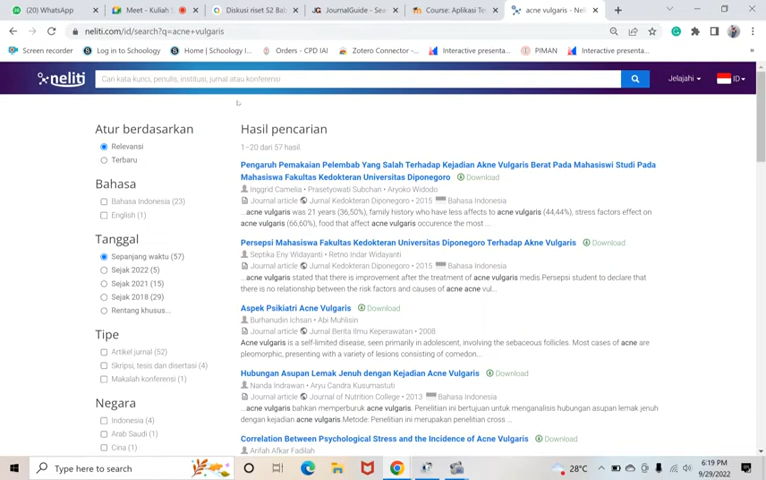 (20) WhatsApp
Meet - Kuliah S
Diskusi riset S2 Bab
JournalGuide - Sea
Course: Aplikasi Te
acne vulgaris - Neli
neliti.com/id/search?q=acne+vulgaris
Screen recorder
Log in to Schoology
Home | Schoology I...
Orders - CPD IAI
Zotero Connector -...
Interactive presenta...
PIMAN
Interactive presenta...
neliti
Cari kata kunci, penulis, institusi, jurnal atau konferensi
Jelajahi
ID
Atur berdasarkan
Relevansi
Terbaru
Bahasa
Bahasa Indonesia (23)
English (1)
Tanggal
Sepanjang waktu (57)
Sejak 2022 (5)
Sejak 2021 (15)
Sejak 2018 (29)
Rentang khusus...
Tipe
Artikel jurnal (52)
Skripsi, tesis dan disertasi (4)
Makalah konferensi (1)
Negara
Indonesia (4)
Arab Saudi (1)
Cina (1)
Hasil pencarian
1-20 dari 57 hasil
Pengaruh Pemakaian Pelembab Yang Salah Terhadap Kejadian Akne Vulgaris Berat Pada Mahasiswi Studi Pada
Mahasiswa Fakultas Kedokteran Universitas Diponegoro Download
Inggrid Camelia • Prasetyowati Subchan • Aryoko Widodo
Journal article Jurnal Kedokteran Diponegoro • 2015 Bahasa Indonesia
...acne vulgaris was 21 years (36,50%), family history who have less affects to acne vulgaris (44,44%), stress factors effect on
acne vulgaris (66,60%), food that affect acne vulgaris occurence the most ...
Persepsi Mahasiswa Fakultas Kedokteran Universitas Diponegoro Terhadap Akne Vulgaris Download
Septika Eny Widayanti • Retno Indar Widayati
Journal article Jurnal Kedokteran Diponegoro • 2015 Bahasa Indonesia
...acne vulgaris stated that there is improvement after the treatment of acne vulgaris medis Persepsi student to declare that
there is no relationship between the risk factors and causes of acne acne vul...
Aspek Psikiatri Acne Vulgaris Download
Burhanudin Ichsan • Abi Muhlisin
Journal article Jurnal Berita Ilmu Keperawatan • 2008
Acne vulgaris is a self-limited disease, seen primarily in adolescent, involving the sebaceous follicles. Most cases of acne are
pleomorphic, presenting with a variety of lesions consisting of comedon...
Hubungan Asupan Lemak Jenuh dengan Kejadian Akne Vulgaris Download
Nanda Indrawan • Aryu Candra Kusumastuti
Journal article Journal of Nutrition College • 2013 Bahasa Indonesia
...acne vulgaris bahkan memperburuk acne vulgaris. Penelitian ini bertujuan untuk menganalisis hubungan asupan lemak jenuh
dengan kejadian acne vulgaris.Metode: Penelitian ini merupakan penelitian cross ...
Correlation Between Psychological Stress and the Incidence of Acne Vulgaris Download
Arifah Afkar Fadilah
Type here to search
28°C
6:19 PM
9/29/2022